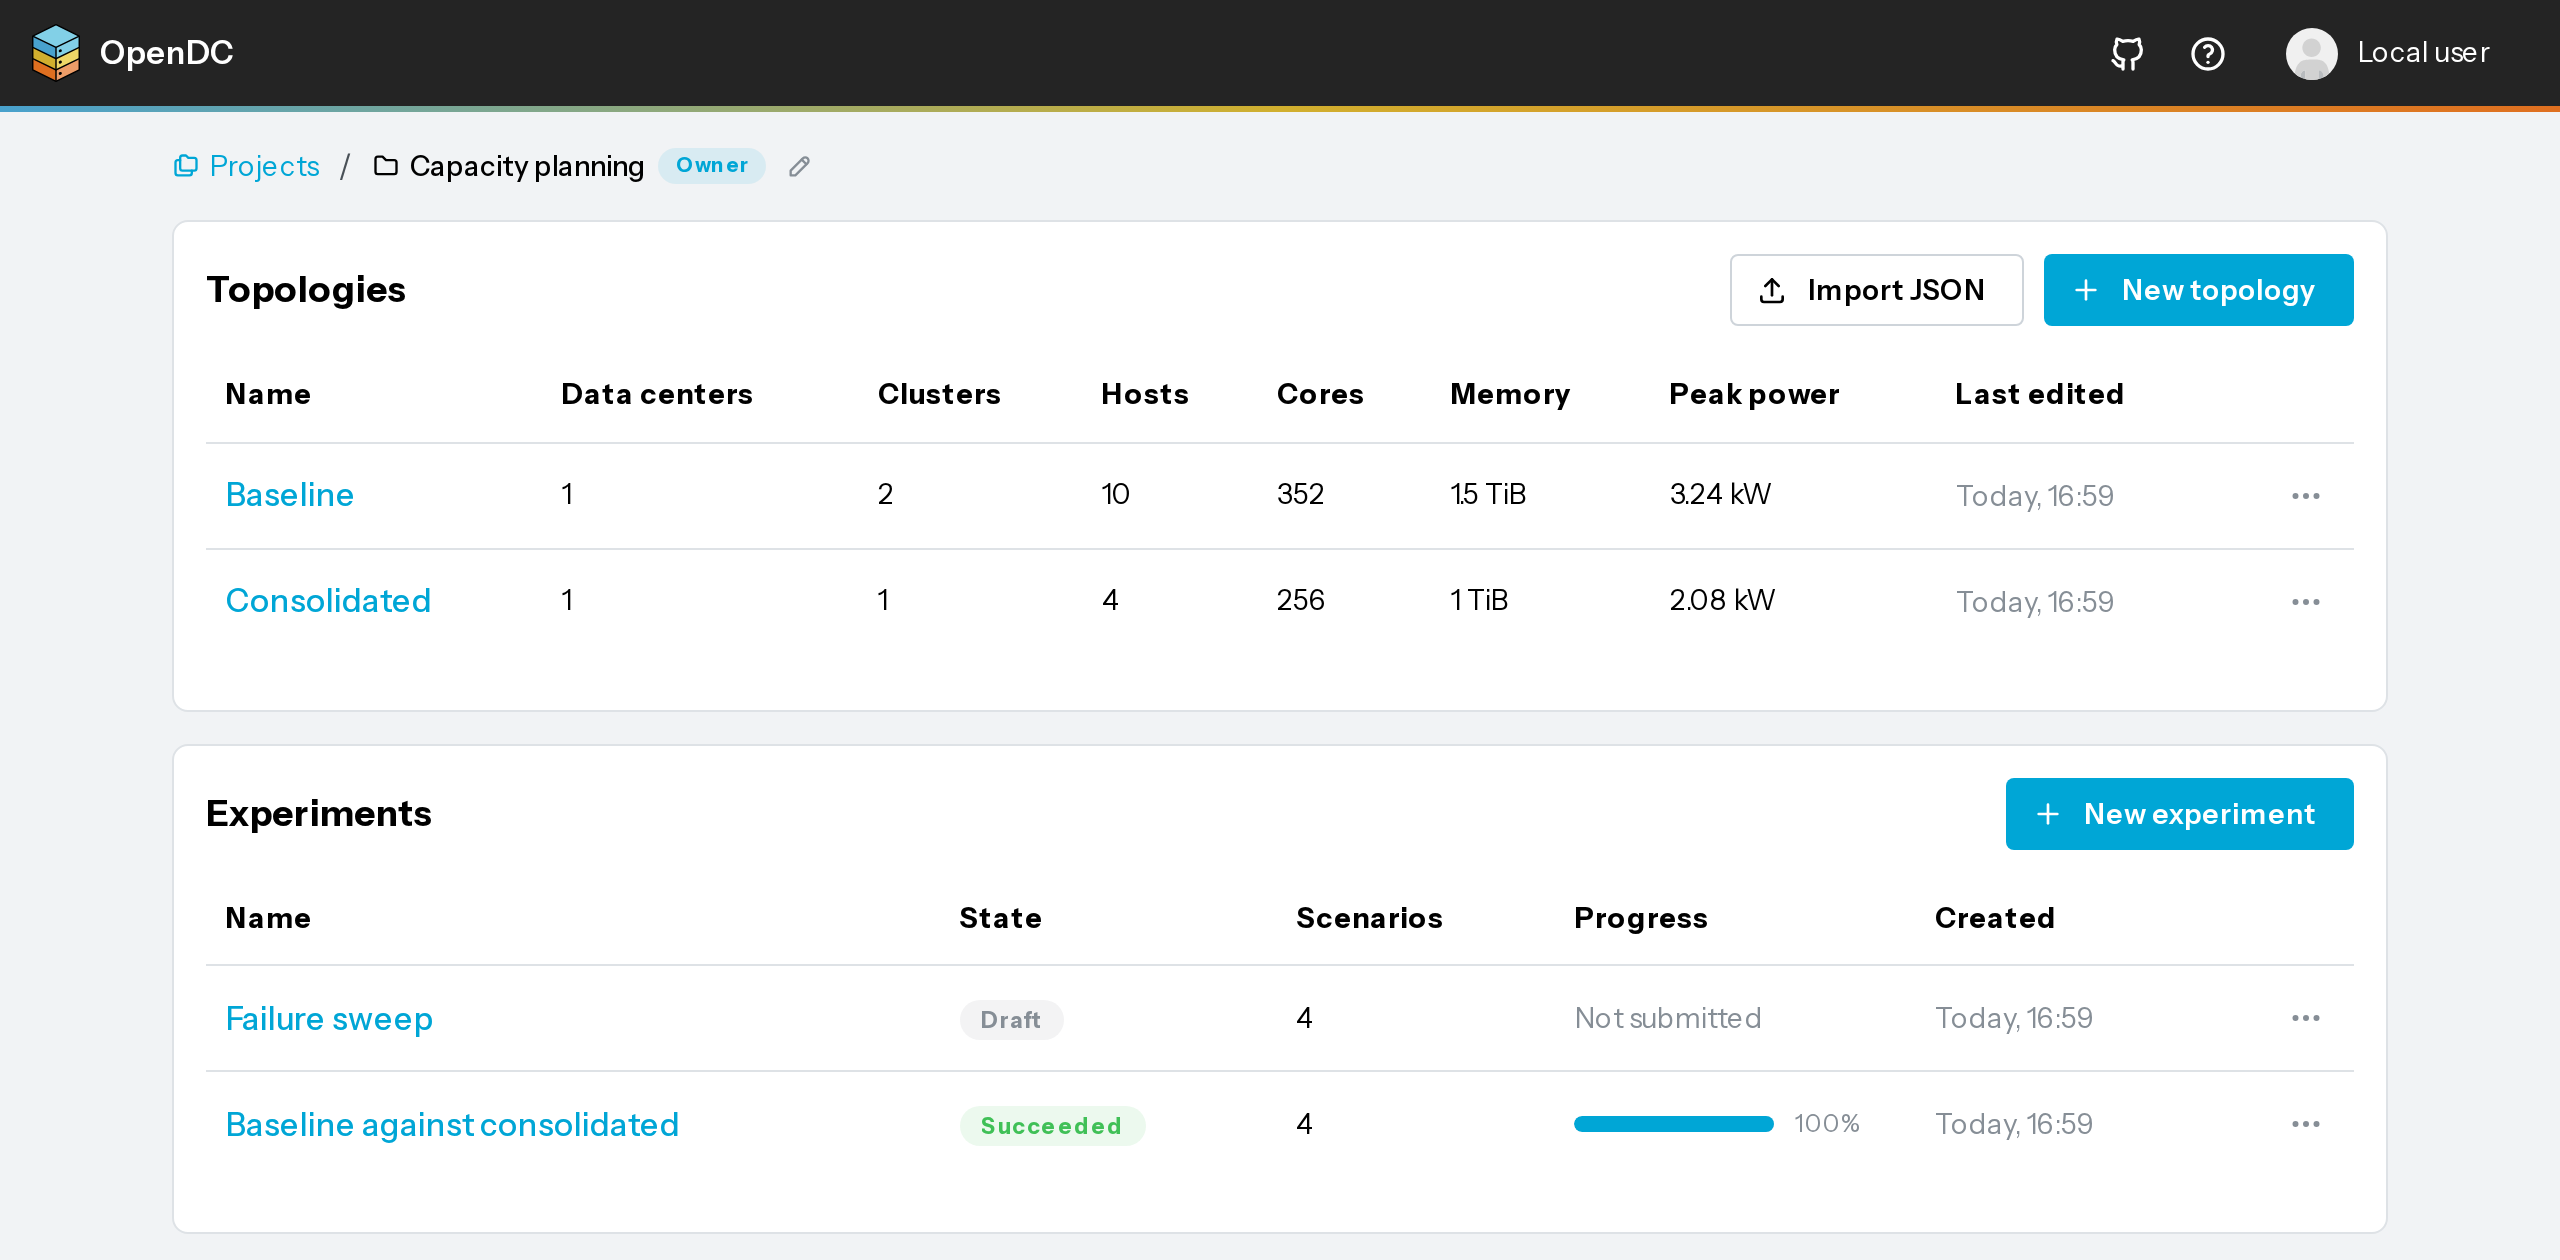 OpenDC
Local user
Projects / Capacity planning Owner
Topologies
Import JSON
New topology
Name Data centers Clusters Hosts Cores Memory Peak power Last edited
Baseline 1 2 10 352 1.5 TiB 3.24 kW Today, 16:59
Consolidated 1 1 4 256 1 TiB 2.08 kW Today, 16:59
Experiments
New experiment
Name State Scenarios Progress Created
Failure sweep Draft 4 Not submitted Today, 16:59
Baseline against consolidated Succeeded 4 100% Today, 16:59